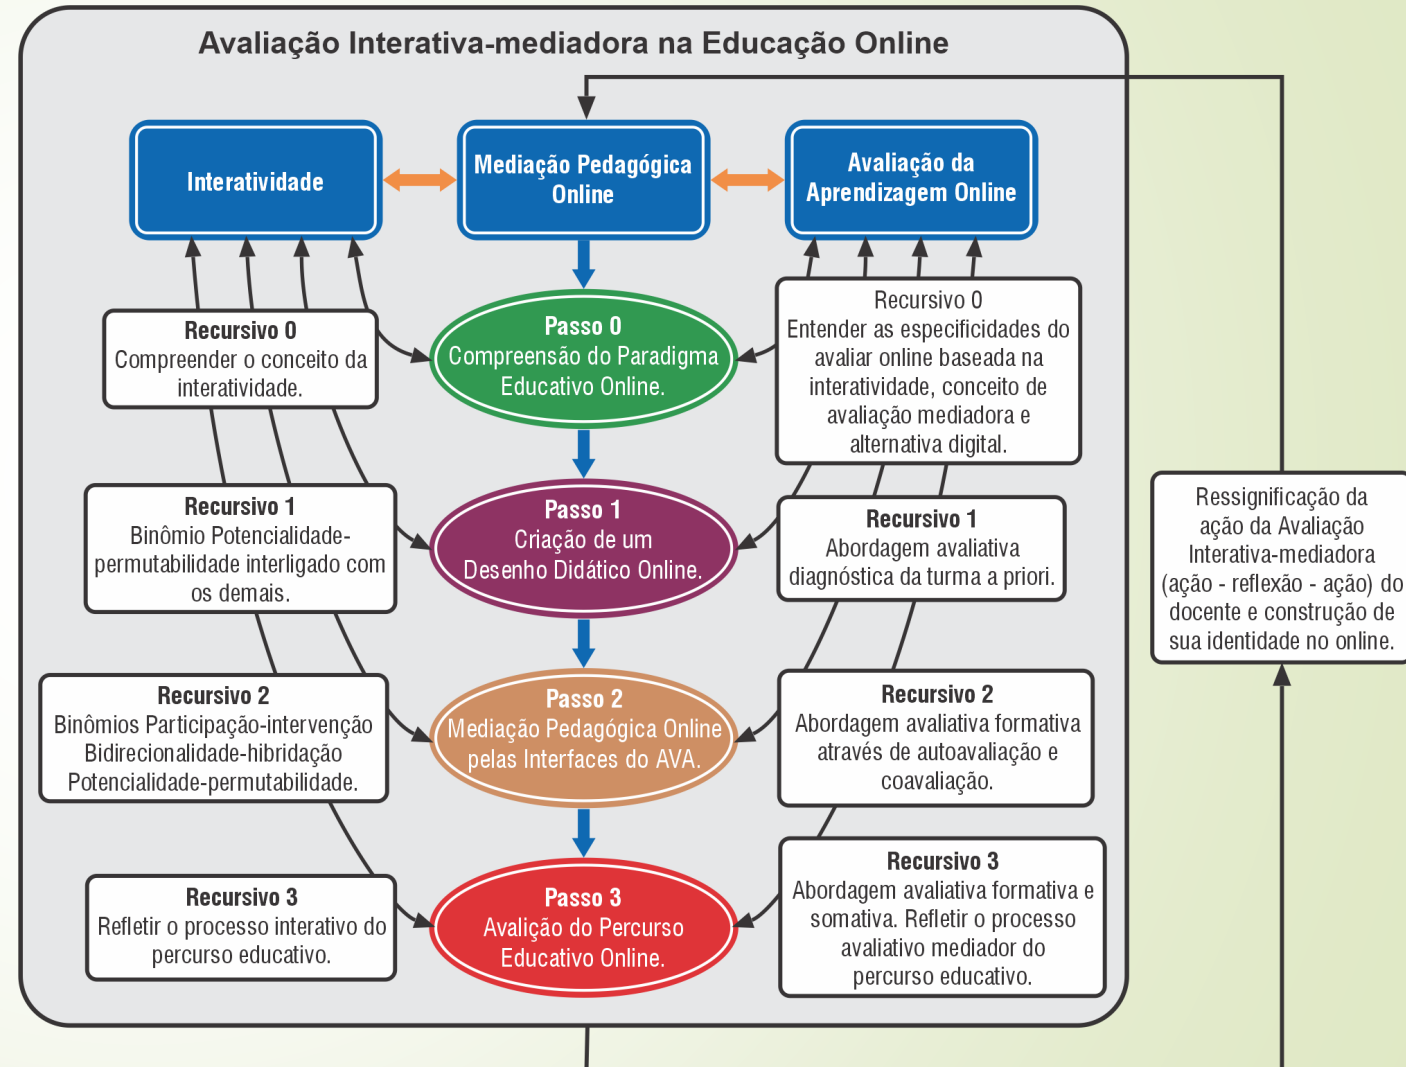 Avaliação Interativa-mediadora na Educação Online
Interatividade
Mediação Pedagógica
Online
Avaliação da
Aprendizagem Online
Recursivo 0
Compreender o conceito da
interatividade.
Passo 0
Compreensão do Paradigma
Educativo Online.
Recursivo 0
Entender as especificidades do
avaliar online baseada na
interatividade, conceito de
avaliação mediadora e
alternativa digital.
Recursivo 1
Binômio Potencialidade-
permutabilidade interligado com
os demais.
Passo 1
Criação de um
Desenho Didático Online.
Recursivo 1
Abordagem avaliativa
diagnóstica da turma a priori.
Recursivo 2
Binômios Participação-intervenção
Bidirecionalidade-hibridação
Potencialidade-permutabilidade.
Passo 2
Mediação Pedagógica Online
pelas Interfaces do AVA.
Recursivo 2
Abordagem avaliativa formativa
através de autoavaliação e
coavaliação.
Recursivo 3
Refletir o processo interativo do
percurso educativo.
Passo 3
Avalição do Percurso
Educativo Online.
Recursivo 3
Abordagem avaliativa formativa e
somativa. Refletir o processo
avaliativo mediador do
percurso educativo.
Ressignificação da
ação da Avaliação
Interativa-mediadora
(ação - reflexão - ação) do
docente e construção de
sua identidade no online.